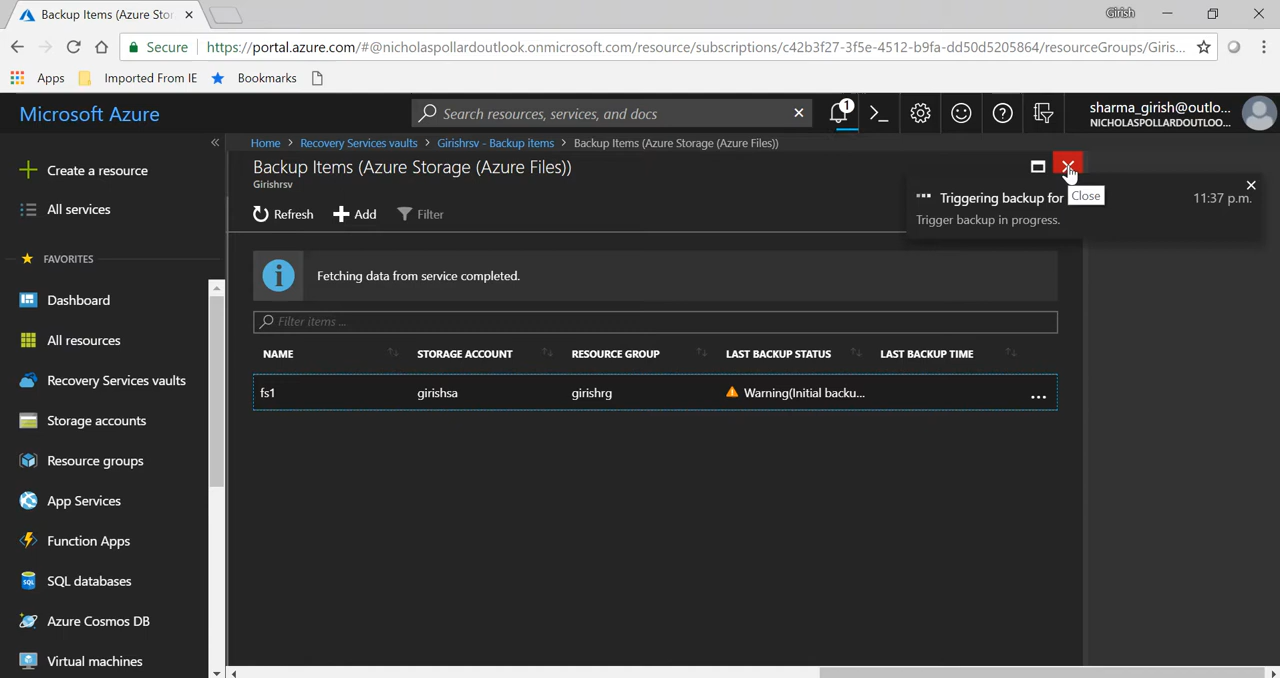 Backup Items (Azure Stor
Girish
Secure
https://portal.azure.com/#@nicholaspollardoutlook.onmicrosoft.com/resource/subscriptions/c42b3f27-3f5e-4512-b9fa-dd50d5205864/resourceGroups/Giris...
Apps
Imported From IE
Bookmarks
Microsoft Azure
Search resources, services, and docs
1
sharma_girish@outlo...
NICHOLASPOLLARDOUTLOO...
Home > Recovery Services vaults > Girishrsv - Backup items > Backup Items (Azure Storage (Azure Files))
Backup Items (Azure Storage (Azure Files))
Girishrsv
Refresh
Add
Filter
Triggering backup for
11:37 p.m.
Close
Trigger backup in progress.
Fetching data from service completed.
Filter items ...
NAME STORAGE ACCOUNT RESOURCE GROUP LAST BACKUP STATUS LAST BACKUP TIME
fs1 girishsa girishrg Warning(Initial backu... ...
Create a resource
All services
FAVORITES
Dashboard
All resources
Recovery Services vaults
Storage accounts
Resource groups
App Services
Function Apps
SQL databases
Azure Cosmos DB
Virtual machines